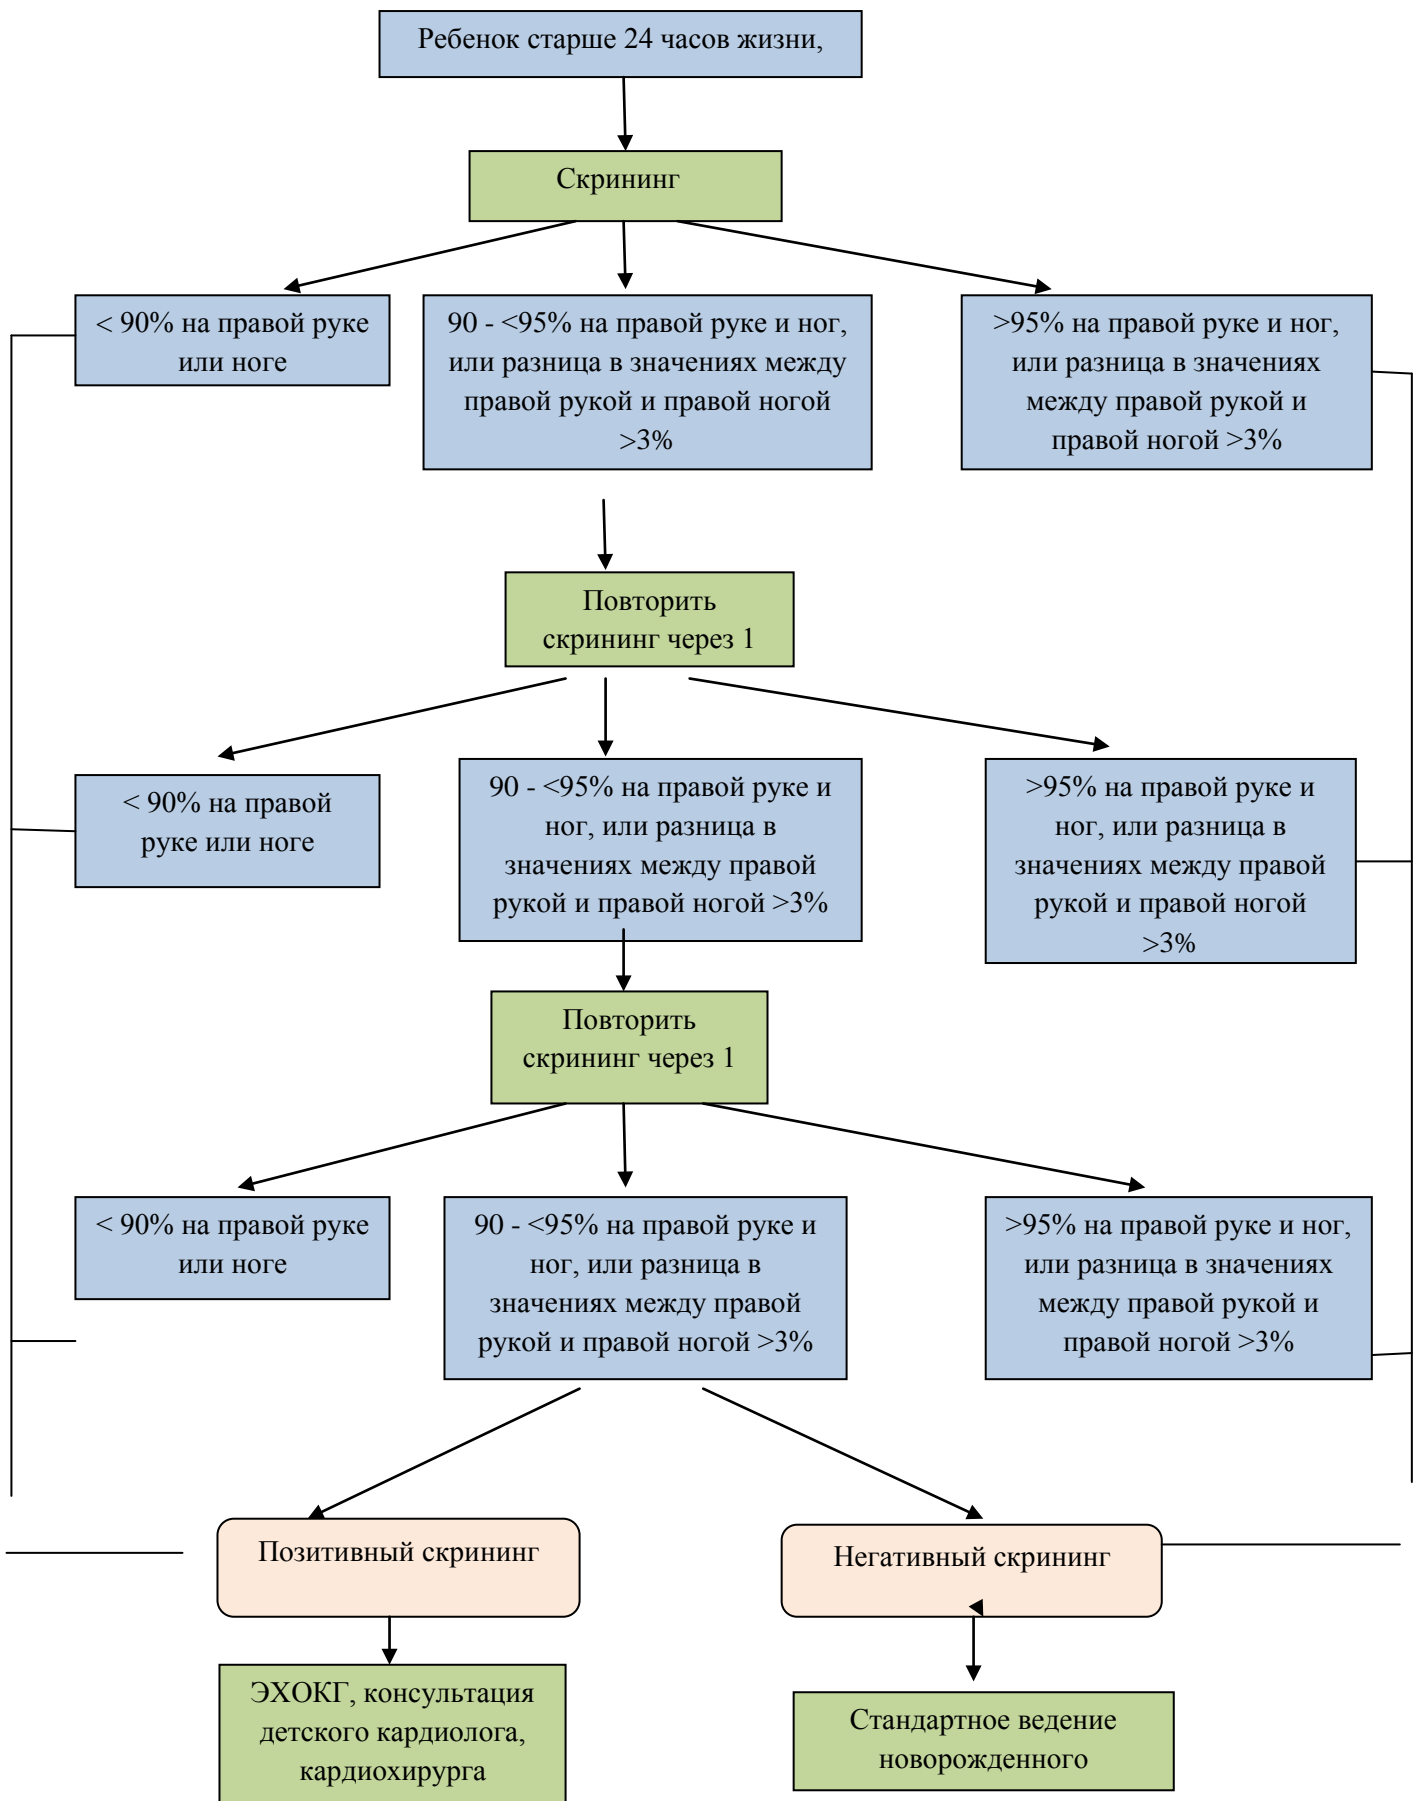 Ребенок старше 24 часов жизни,
Скрининг
< 90% на правой руке
или ноге
90 - <95% на правой руке и ног,
или разница в значениях между
правой рукой и правой ногой
>3%
>95% на правой руке и ног,
или разница в значениях
между правой рукой и
правой ногой >3%
Повторить
скрининг через 1
< 90% на правой
руке или ноге
90 - <95% на правой руке и
ног, или разница в
значениях между правой
рукой и правой ногой >3%
>95% на правой руке и
ног, или разница в
значениях между правой
рукой и правой ногой
>3%
Повторить
скрининг через 1
< 90% на правой руке
или ноге
90 - <95% на правой руке и
ног, или разница в
значениях между правой
рукой и правой ногой >3%
>95% на правой руке и ног,
или разница в значениях
между правой рукой и
правой ногой >3%
Позитивный скрининг
Негативный скрининг
ЭХОКГ, консультация
детского кардиолога,
кардиохирурга
Стандартное ведение
новорожденного